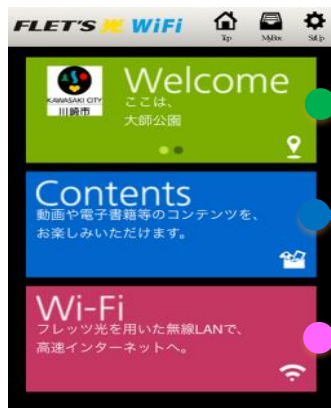 FLET'S 光 WiFi
Top
MyBox
SetUp
Welcome
KAWASAKI CITY
川崎市
ここは、
大師公園
Contents
動画や電子書籍等のコンテンツを、
お楽しみいただけます。
Wi-Fi
フレッツ光を用いた無線LANで、
高速インターネットへ。